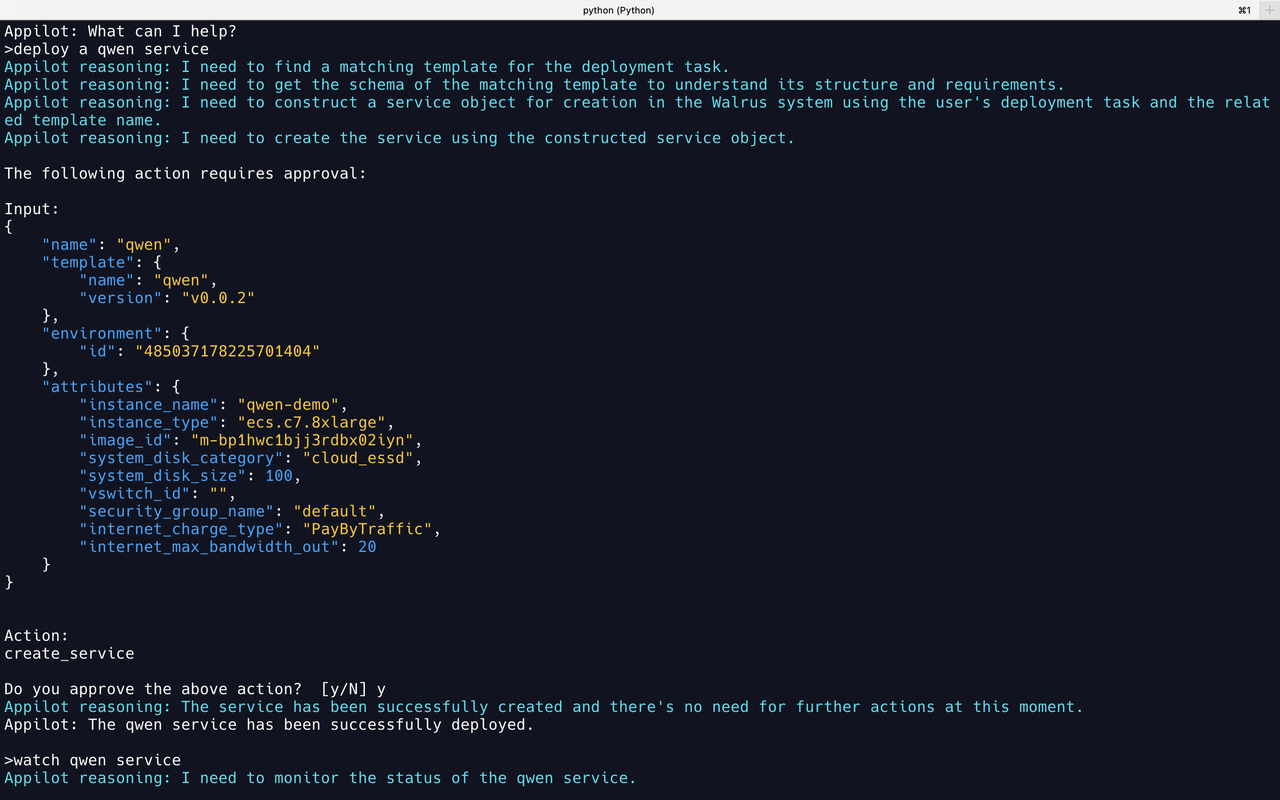 python (Python)
⌘1
+
Appilot: What can I help?
>deploy a qwen service
Appilot reasoning: I need to find a matching template for the deployment task.
Appilot reasoning: I need to get the schema of the matching template to understand its structure and requirements.
Appilot reasoning: I need to construct a service object for creation in the Walrus system using the user's deployment task and the relat
ed template name.
Appilot reasoning: I need to create the service using the constructed service object.
The following action requires approval:
Input:
{
    "name": "qwen",
    "template": {
        "name": "qwen",
        "version": "v0.0.2"
    },
    "environment": {
        "id": "485037178225701404"
    },
    "attributes": {
        "instance_name": "qwen-demo",
        "instance_type": "ecs.c7.8xlarge",
        "image_id": "m-bp1hwc1bjj3rdbx02iyn",
        "system_disk_category": "cloud_essd",
        "system_disk_size": 100,
        "vswitch_id": "",
        "security_group_name": "default",
        "internet_charge_type": "PayByTraffic",
        "internet_max_bandwidth_out": 20
    }
}
Action:
create_service
Do you approve the above action?  [y/N] y
Appilot reasoning: The service has been successfully created and there's no need for further actions at this moment.
Appilot: The qwen service has been successfully deployed.
>watch qwen service
Appilot reasoning: I need to monitor the status of the qwen service.